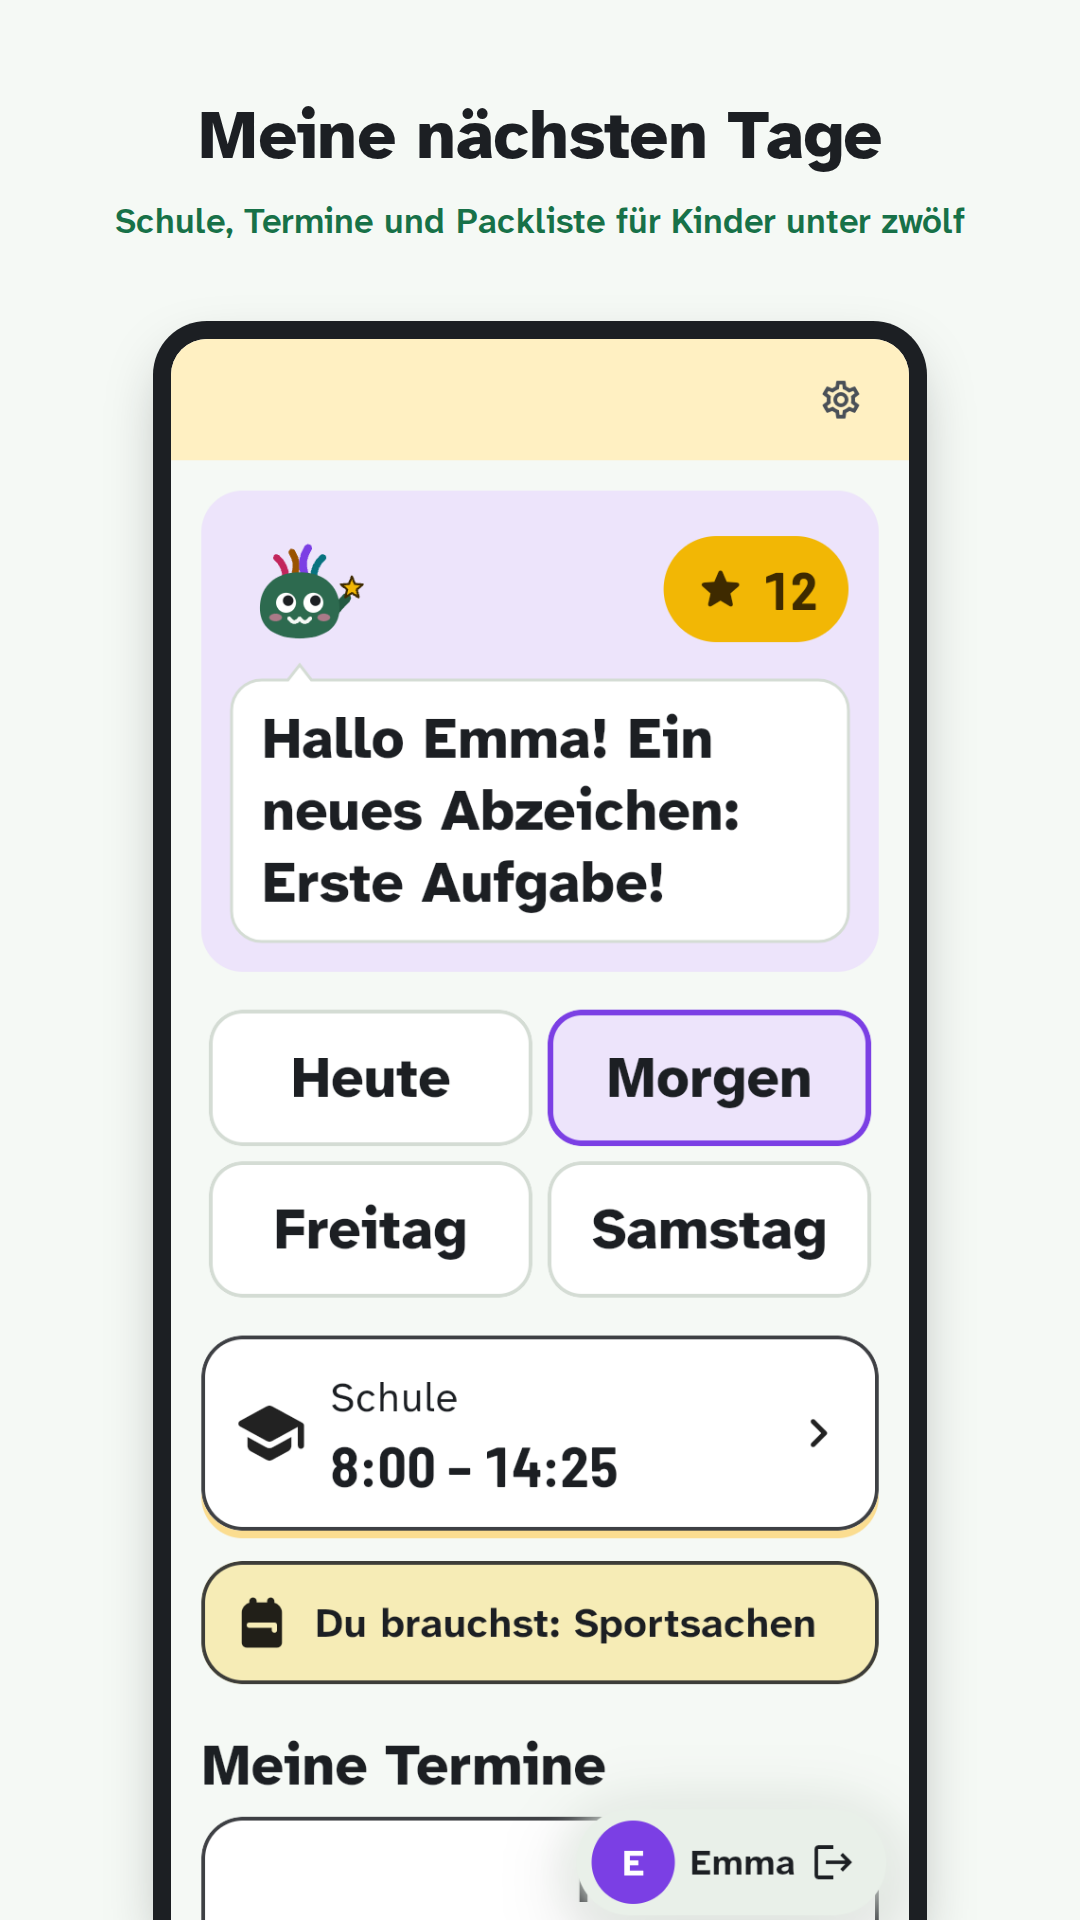 Meine nächsten Tage
Schule, Termine und Packliste für Kinder unter zwölf
12
Hallo Emma! Ein
neues Abzeichen:
Erste Aufgabe!
Heute
Morgen
Freitag
Samstag
Schule
8:00 – 14:25
Du brauchst: Sportsachen
Meine Termine
E
Emma